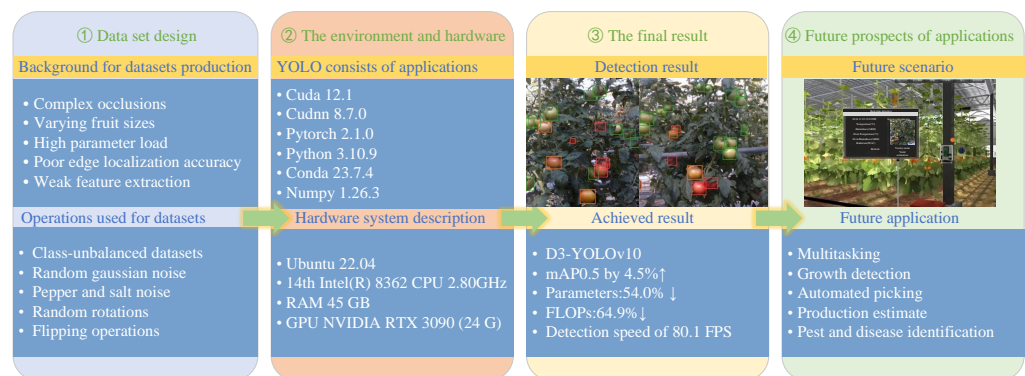 ① Data set design
Background for datasets production
• Complex occlusions
• Varying fruit sizes
• High parameter load
• Poor edge localization accuracy
• Weak feature extraction
Operations used for datasets
• Class-unbalanced datasets
• Random gaussian noise
• Pepper and salt noise
• Random rotations
• Flipping operations
② The environment and hardware
YOLO consists of applications
• Cuda 12.1
• Cudnn 8.7.0
• Pytorch 2.1.0
• Python 3.10.9
• Conda 23.7.4
• Numpy 1.26.3
Hardware system description
• Ubuntu 22.04
• 14th Intel(R) 8362 CPU 2.80GHz
• RAM 45 GB
• GPU NVIDIA RTX 3090 (24 G)
③ The final result
Detection result
Achieved result
• D3-YOLOv10
• mAP0.5 by 4.5%↑
• Parameters:54.0% ↓
• FLOPs:64.9%↓
• Detection speed of 80.1 FPS
④ Future prospects of applications
Future scenario
Future application
• Multitasking
• Growth detection
• Automated picking
• Production estimate
• Pest and disease identification